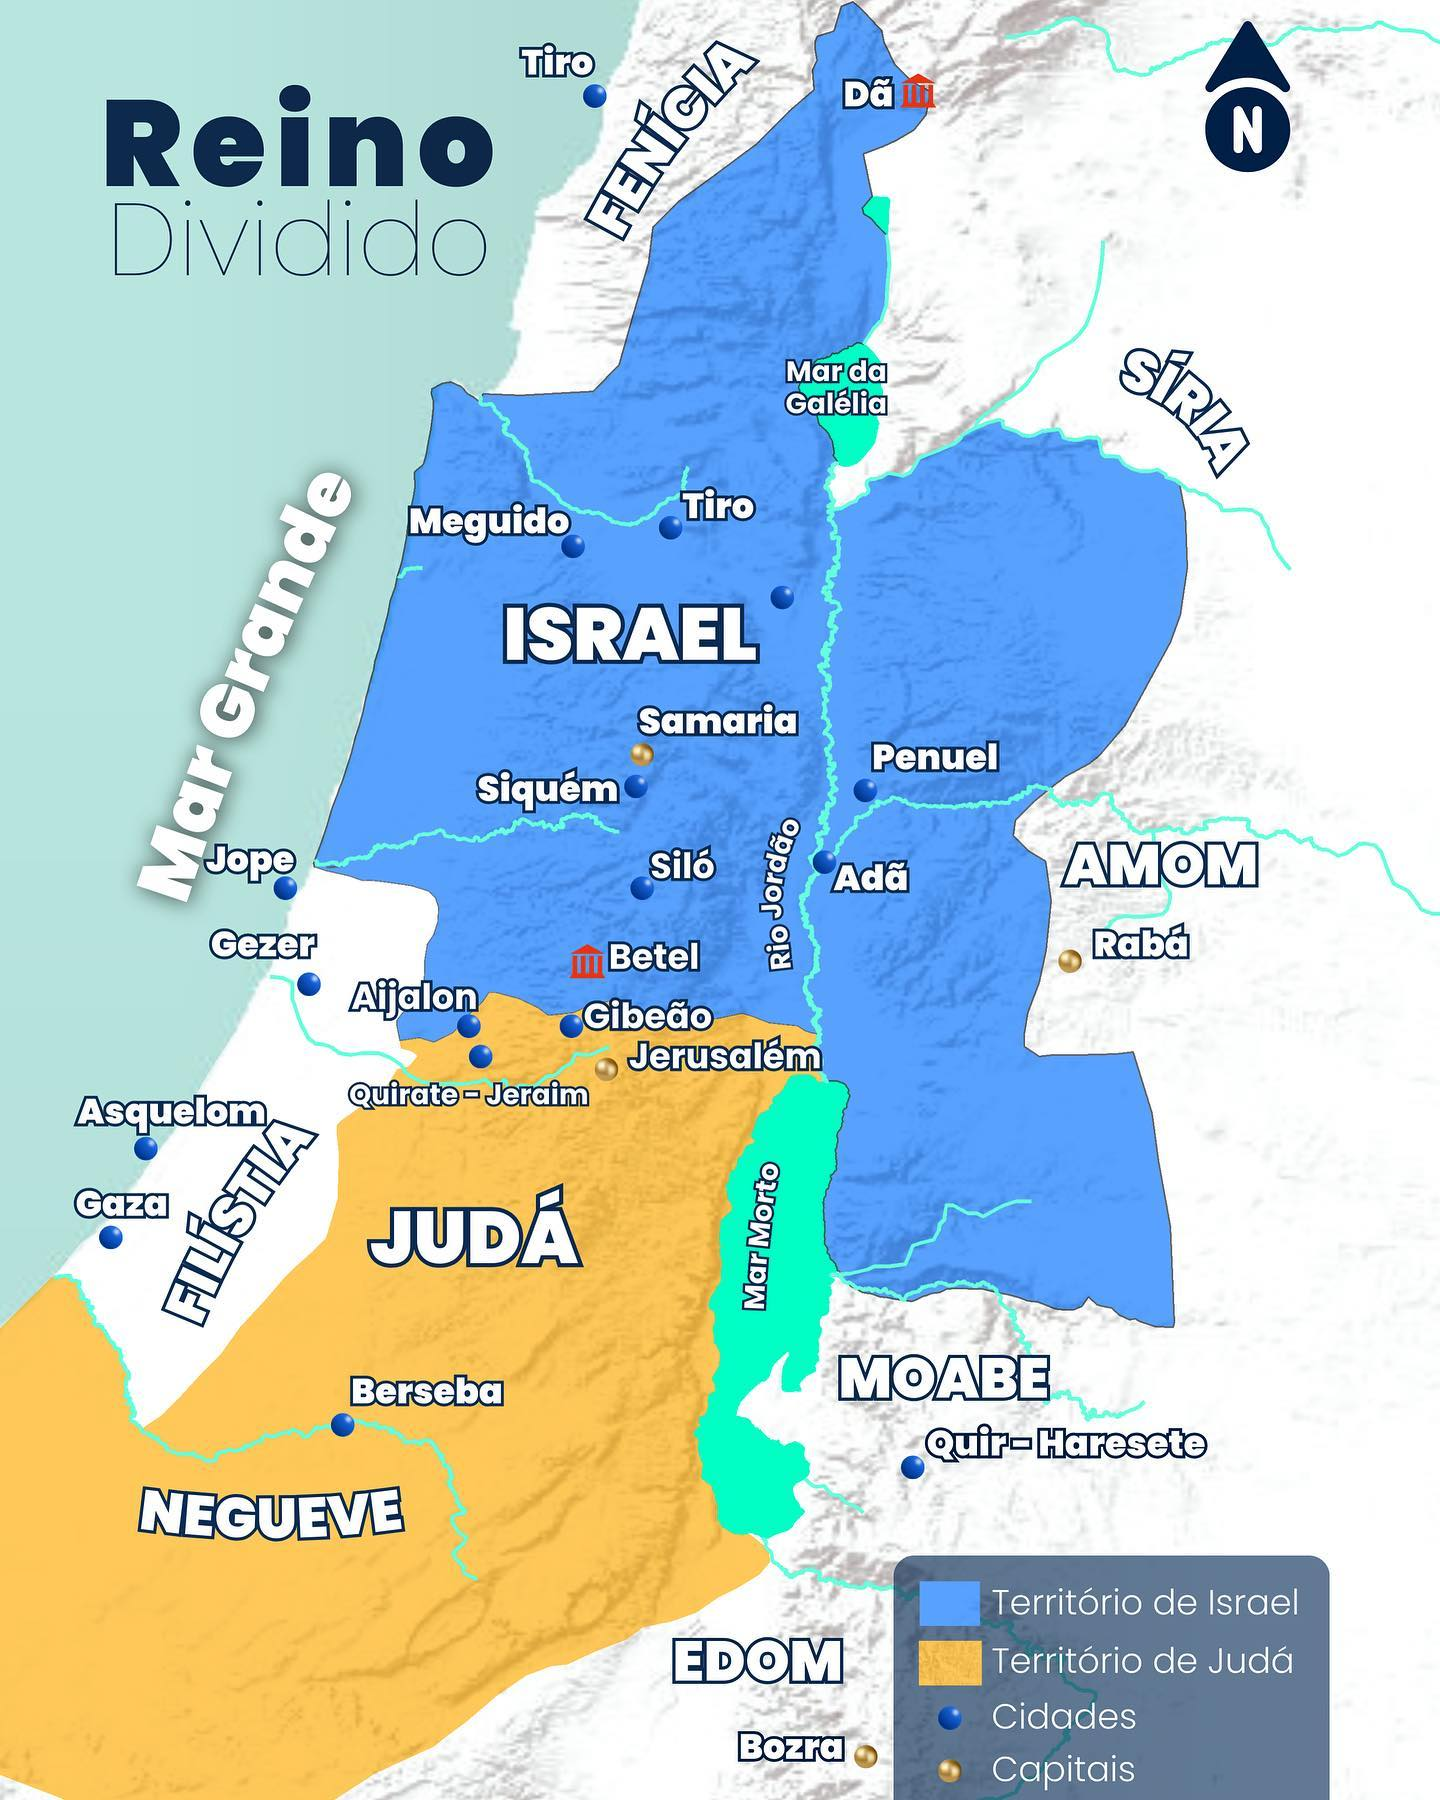 Tiro
FENÍCIA
Dã
N
Reino
Dividido
Mar da
Galélia
SÍRIA
Mar Grande
Meguido
Tiro
ISRAEL
Samaria
Siquém
Penuel
Jope
Siló
Rio Jordão
Adã
AMOM
Gezer
Betel
Rabá
Aijalon
Gibeão
Jerusalém
Quirate - Jeraim
Asquelom
Gaza
FILÍSTIA
JUDÁ
Mar Morto
MOABE
Berseba
Quir - Haresete
NEGUEVE
EDOM
Bozra
Território de Israel
Território de Judá
Cidades
Capitais